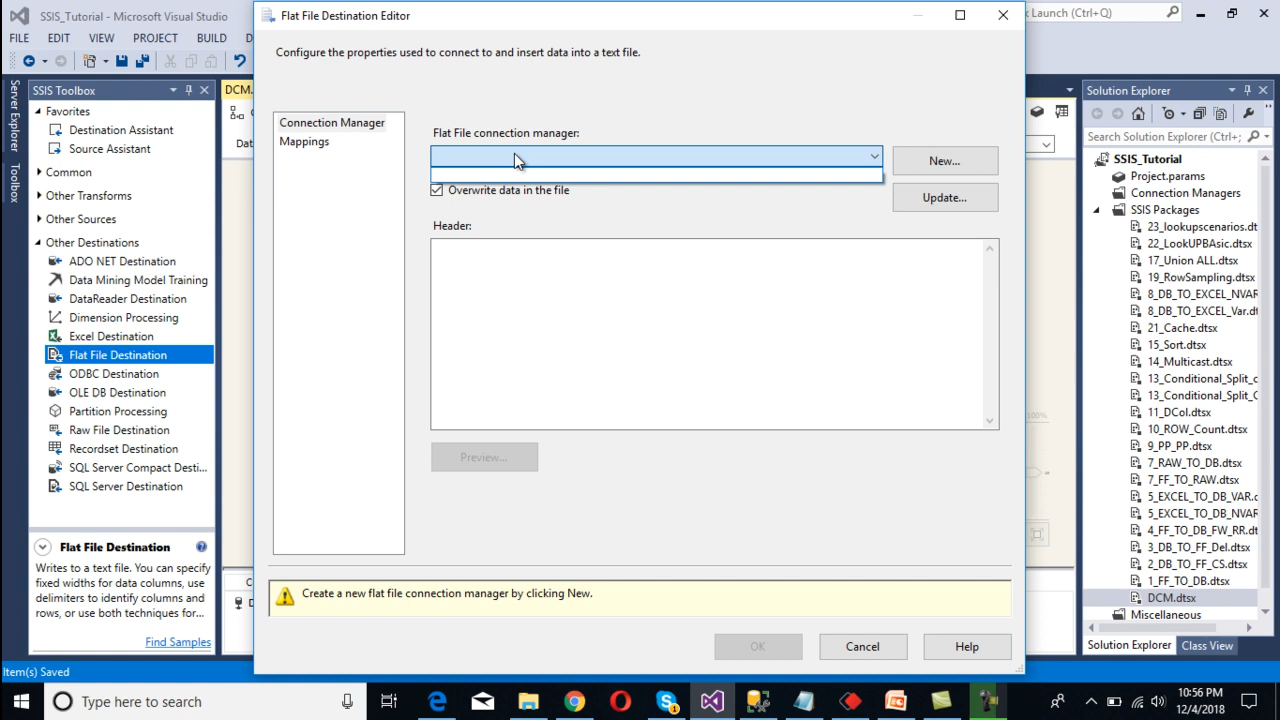 SSIS_Tutorial - Microsoft Visual Studio
Flat File Destination Editor
Launch (Ctrl+Q)
FILE EDIT VIEW PROJECT BUILD
Configure the properties used to connect to and insert data into a text file.
Server Explorer
Toolbox
SSIS Toolbox
Favorites
Destination Assistant
Source Assistant
Common
Other Transforms
Other Sources
Other Destinations
ADO NET Destination
Data Mining Model Training
DataReader Destination
Dimension Processing
Excel Destination
Flat File Destination
ODBC Destination
OLE DB Destination
Partition Processing
Raw File Destination
Recordset Destination
SQL Server Compact Desti...
SQL Server Destination
Flat File Destination
Writes to a text file. You can specify
fixed widths for data columns, use
delimiters to identify columns and
rows, or use both techniques for...
Find Samples
DCM.
Dat
Connection Manager
Mappings
Flat File connection manager:
New...
Overwrite data in the file
Update...
Header:
Preview...
Create a new flat file connection manager by clicking New.
OK
Cancel
Help
100%
Solution Explorer
Search Solution Explorer (Ctrl+;
SSIS_Tutorial
Project.params
Connection Managers
SSIS Packages
23_lookupscenarios.dt
22_LookUPBAsic.dtsx
17_Union ALL.dtsx
19_RowSampling.dtsx
8_DB_TO_EXCEL_NVAR
8_DB_TO_EXCEL_Var.dt
21_Cache.dtsx
15_Sort.dtsx
14_Multicast.dtsx
13_Conditional_Split_c
13_Conditional_Split_C
11_DCol.dtsx
10_ROW_Count.dtsx
9_PP_PP.dtsx
7_RAW_TO_DB.dtsx
7_FF_TO_RAW.dtsx
5_EXCEL_TO_DB_VAR.c
5_EXCEL_TO_DB_NVAR
4_FF_TO_DB_FW_RR.dt
3_DB_TO_FF_Del.dtsx
2_DB_TO_FF_CS.dtsx
1_FF_TO_DB.dtsx
DCM.dtsx
Miscellaneous
Solution Explorer Class View
Item(s) Saved
Type here to search
10:56 PM
12/4/2018